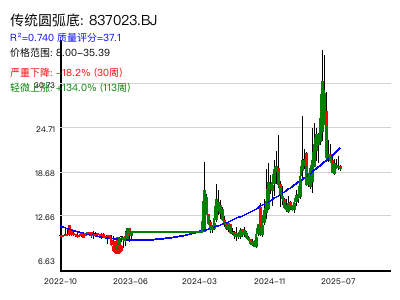 传统圆弧底: 837023.BJ
R²=0.740 质量评分=37.1
价格范围: 8.00−35.39
严重下降: -18.2% (30周)
轻微上涨: +134.0% (113周)
30.73
24.71
18.68
12.66
6.63
2022−10
2023−06
2024−03
2024−11
2025−07